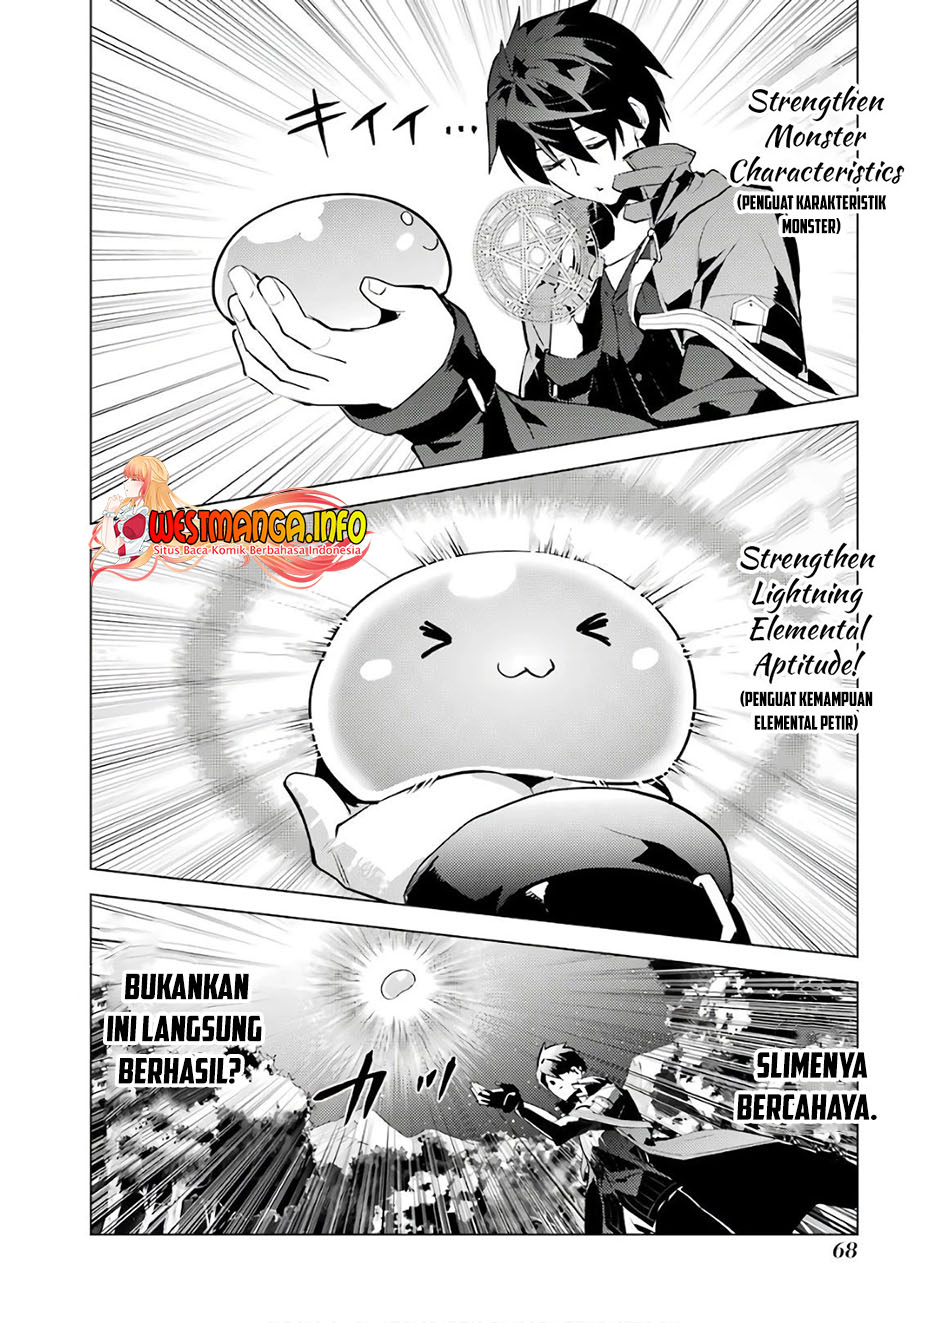 Strengthen
Monster
Characteristics
(PENGUAT KARAKTERISTIK
MONSTER)
キイィ...
WESTMANGA.INFO
Situs Baca Komik Berbahasa Indonesia
Strengthen
Lightning
Elemental
Aptitude!
(PENGUAT KEMAMPUAN
ELEMENTAL PETIR)
SLIMENYA
BERCAHAYA.
カッ!
BUKANKAN
INI LANGSUNG
BERHASIL?
68